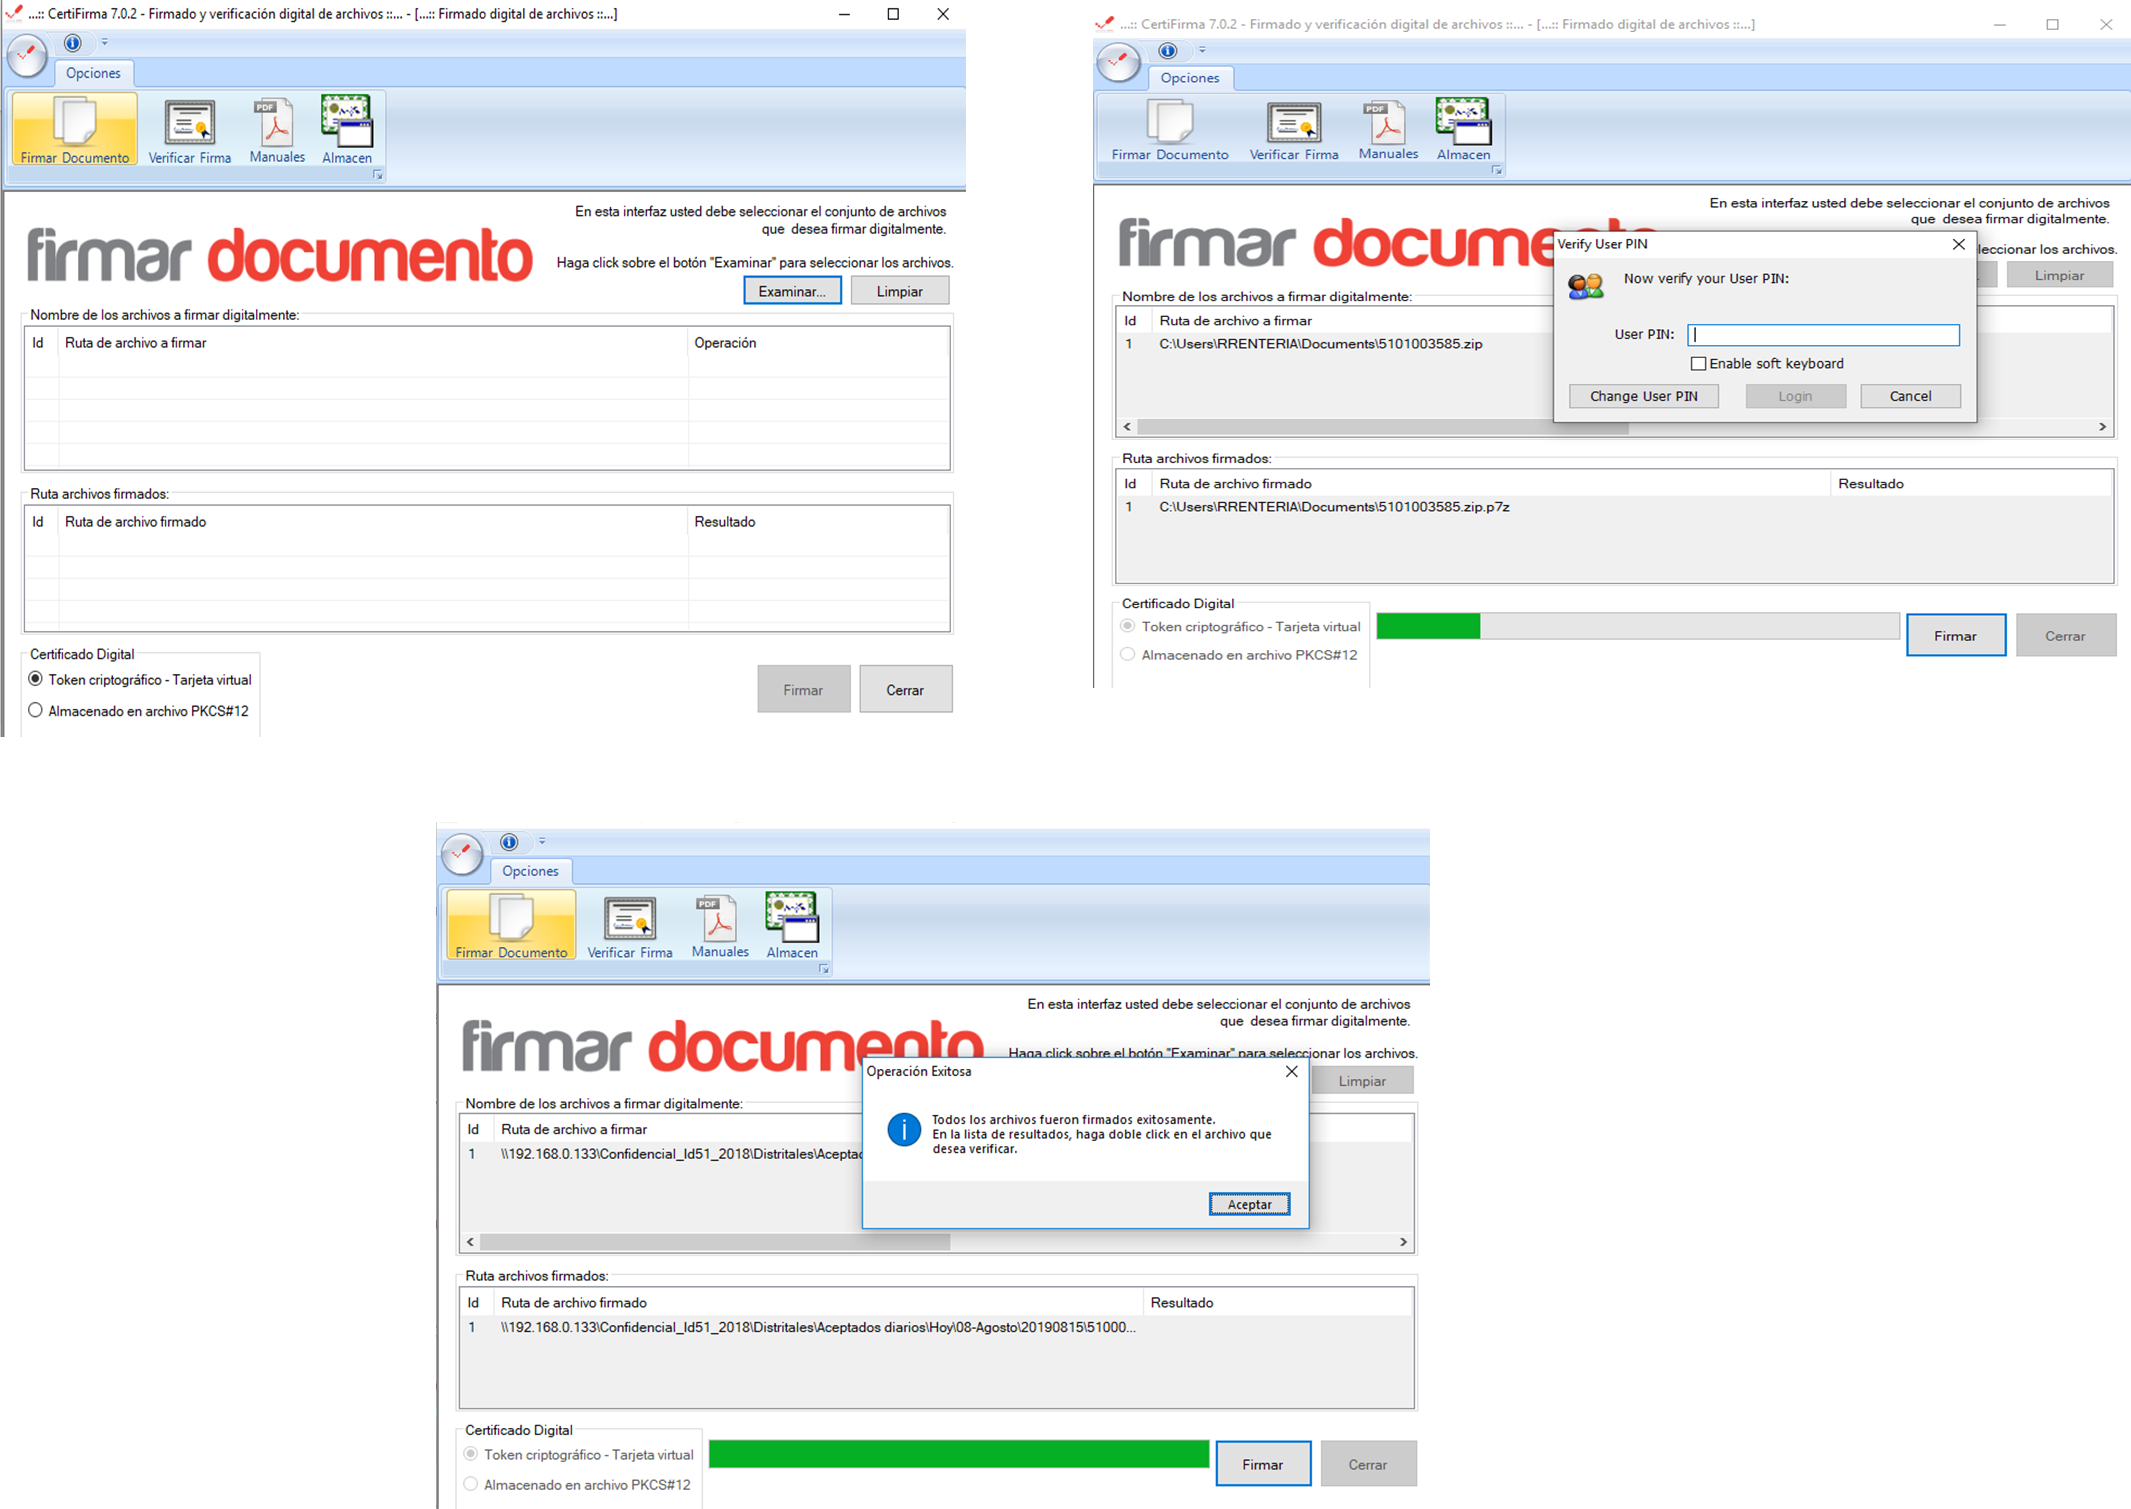 ...:: CertiFirma 7.0.2 - Firmado y verificación digital de archivos ::... - [...:: Firmado digital de archivos ::...]
Opciones
Firmar Documento Verificar Firma Manuales Almacen
PDF
En esta interfaz usted debe seleccionar el conjunto de archivos
que desea firmar digitalmente.
firmar documento
Haga click sobre el botón "Examinar" para seleccionar los archivos.
Examinar... Limpiar
Nombre de los archivos a firmar digitalmente:
Id Ruta de archivo a firmar Operación
Ruta archivos firmados:
Id Ruta de archivo firmado Resultado
Certificado Digital
Token criptográfico - Tarjeta virtual
Almacenado en archivo PKCS#12
Firmar Cerrar
...:: CertiFirma 7.0.2 - Firmado y verificación digital de archivos ::... - [...:: Firmado digital de archivos ::...]
Opciones
PDF
Firmar Documento Verificar Firma Manuales Almacen
En esta interfaz usted debe seleccionar el conjunto de archivos
que desea firmar digitalmente.
firmar documento
leccionar los archivos.
Limpiar
Verify User PIN
Now verify your User PIN:
User PIN:
Enable soft keyboard
Change User PIN Login Cancel
Nombre de los archivos a firmar digitalmente:
Id Ruta de archivo a firmar
1 C:\Users\RRENTERIA\Documents\5101003585.zip
Ruta archivos firmados:
Id Ruta de archivo firmado Resultado
1 C:\Users\RRENTERIA\Documents\5101003585.zip.p7z
Certificado Digital
Token criptográfico - Tarjeta virtual
Almacenado en archivo PKCS#12
Firmar Cerrar
Opciones
PDF
Firmar Documento Verificar Firma Manuales Almacen
En esta interfaz usted debe seleccionar el conjunto de archivos
que desea firmar digitalmente.
firmar documento
Haga click sobre el botón "Examinar" para seleccionar los archivos.
Limpiar
Operación Exitosa
Todos los archivos fueron firmados exitosamente.
En la lista de resultados, haga doble click en el archivo que
desea verificar.
Aceptar
Nombre de los archivos a firmar digitalmente:
Id Ruta de archivo a firmar
1 \\192.168.0.133\Confidencial_Id51_2018\Distritales\Aceptad
Ruta archivos firmados:
Id Ruta de archivo firmado Resultado
1 \\192.168.0.133\Confidencial_Id51_2018\Distritales\Aceptados diarios\Hoy\08-Agosto\20190815\51000...
Certificado Digital
Token criptográfico - Tarjeta virtual
Almacenado en archivo PKCS#12
Firmar Cerrar